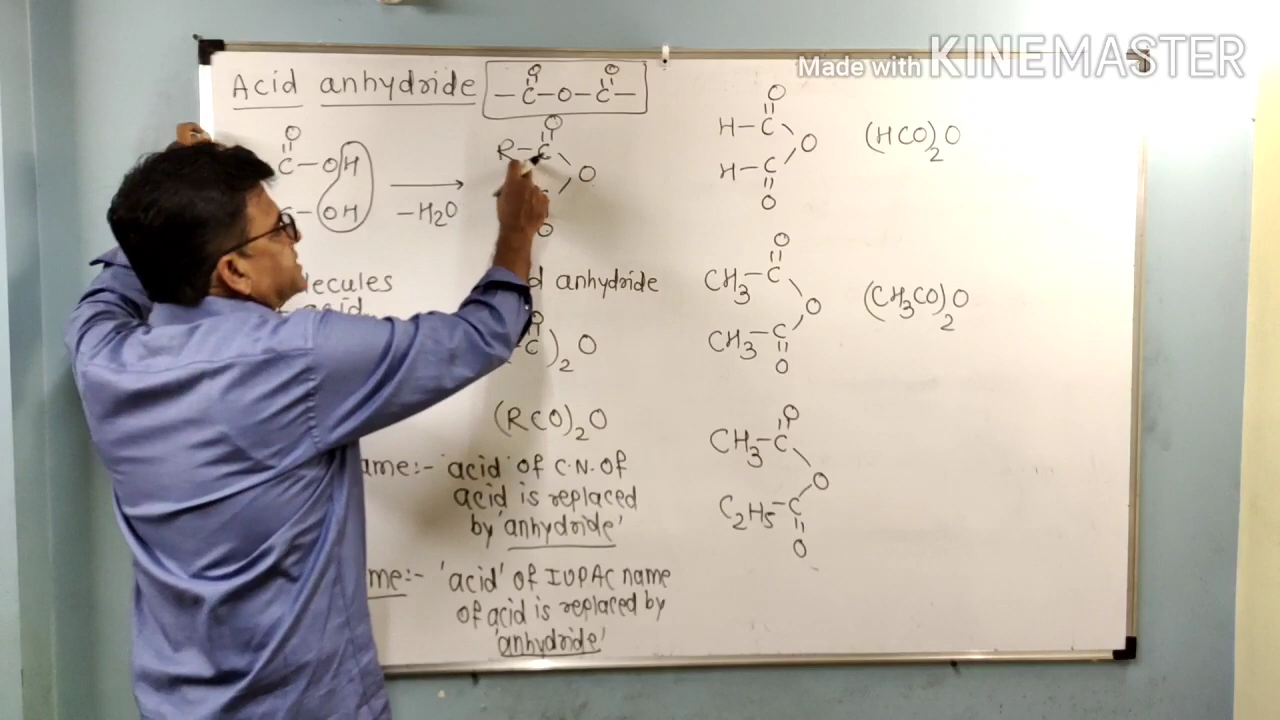 Made with KINEMASTER
Acid anhydride
O
–C–O–C–
O
O
C–OH
C–OH
–H2O
O
R–C
O
O
lecules
acid
d anhydride
O
C)2O
(RCO)2O
ame:- 'acid' of C.N. of
acid is replaced
by 'anhydride'
me:- 'acid' of IUPAC name
of acid is replaced by
'anhydride'
O
H–C
O
H–C
O
(HCO)2O
O
CH3–C
O
CH3–C
O
(CH3CO)2O
O
CH3–C
O
C2H5–C
O